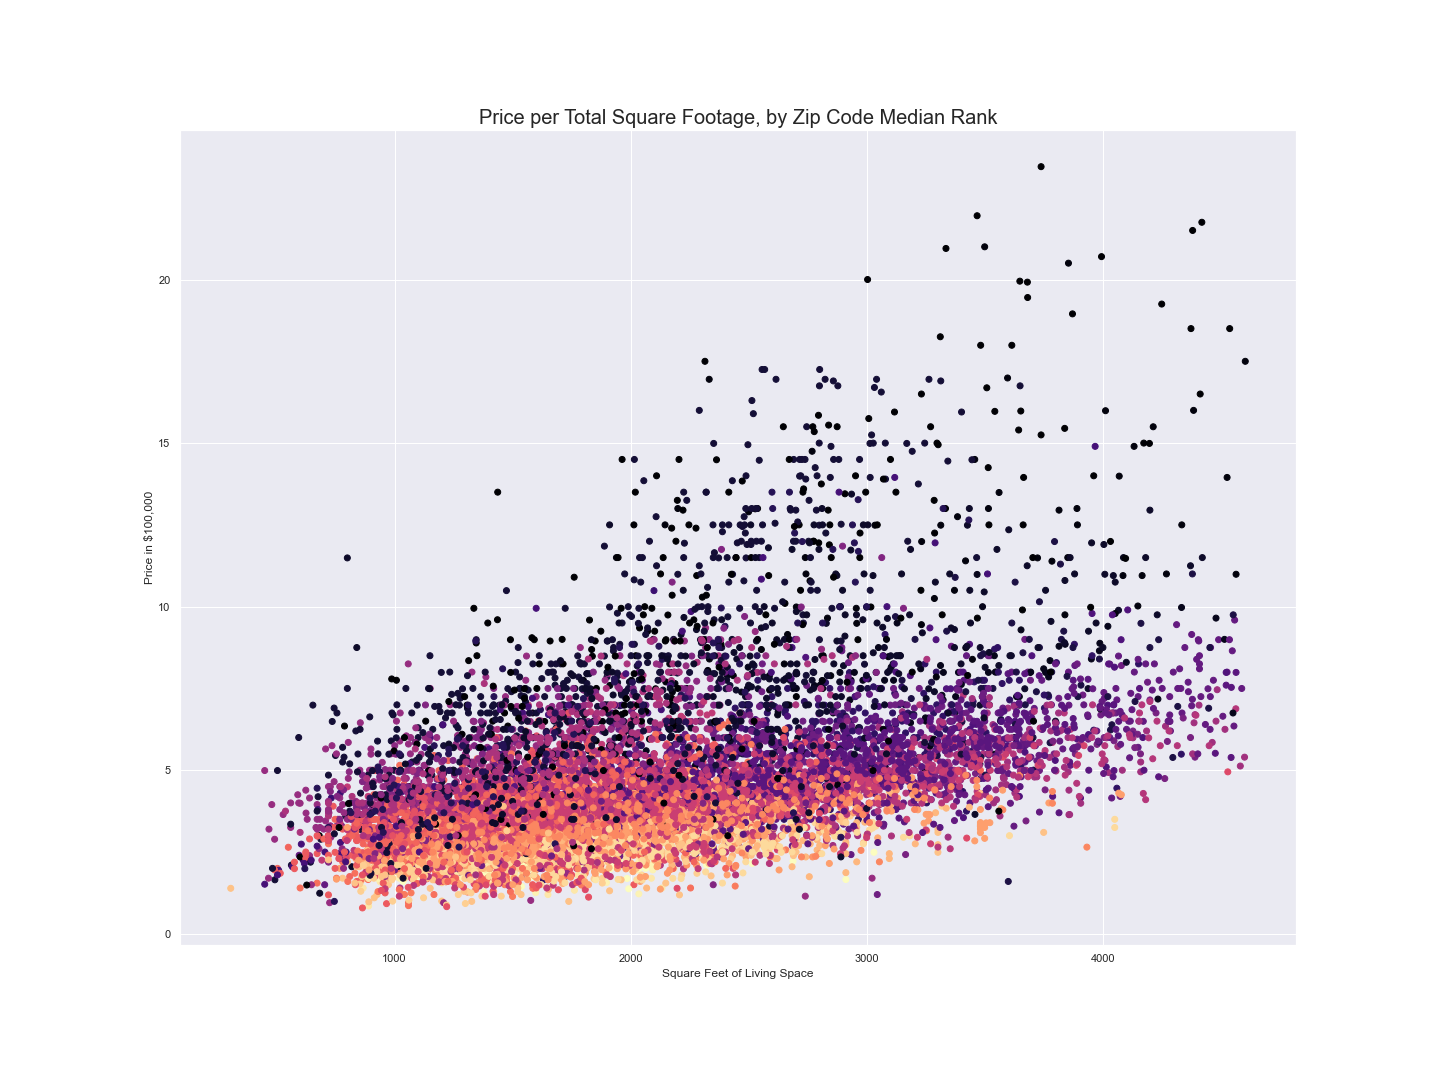 Price per Total Square Footage, by Zip Code Median Rank
20
15
10
5
0
Price in $100,000
1000 2000 3000 4000
Square Feet of Living Space